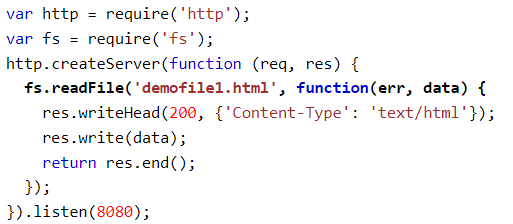 var http = require('http');
var fs = require('fs');
http.createServer(function (req, res) {
  fs.readFile('demofile1.html', function(err, data) {
    res.writeHead(200, {'Content-Type': 'text/html'});
    res.write(data);
    return res.end();
  });
}).listen(8080);